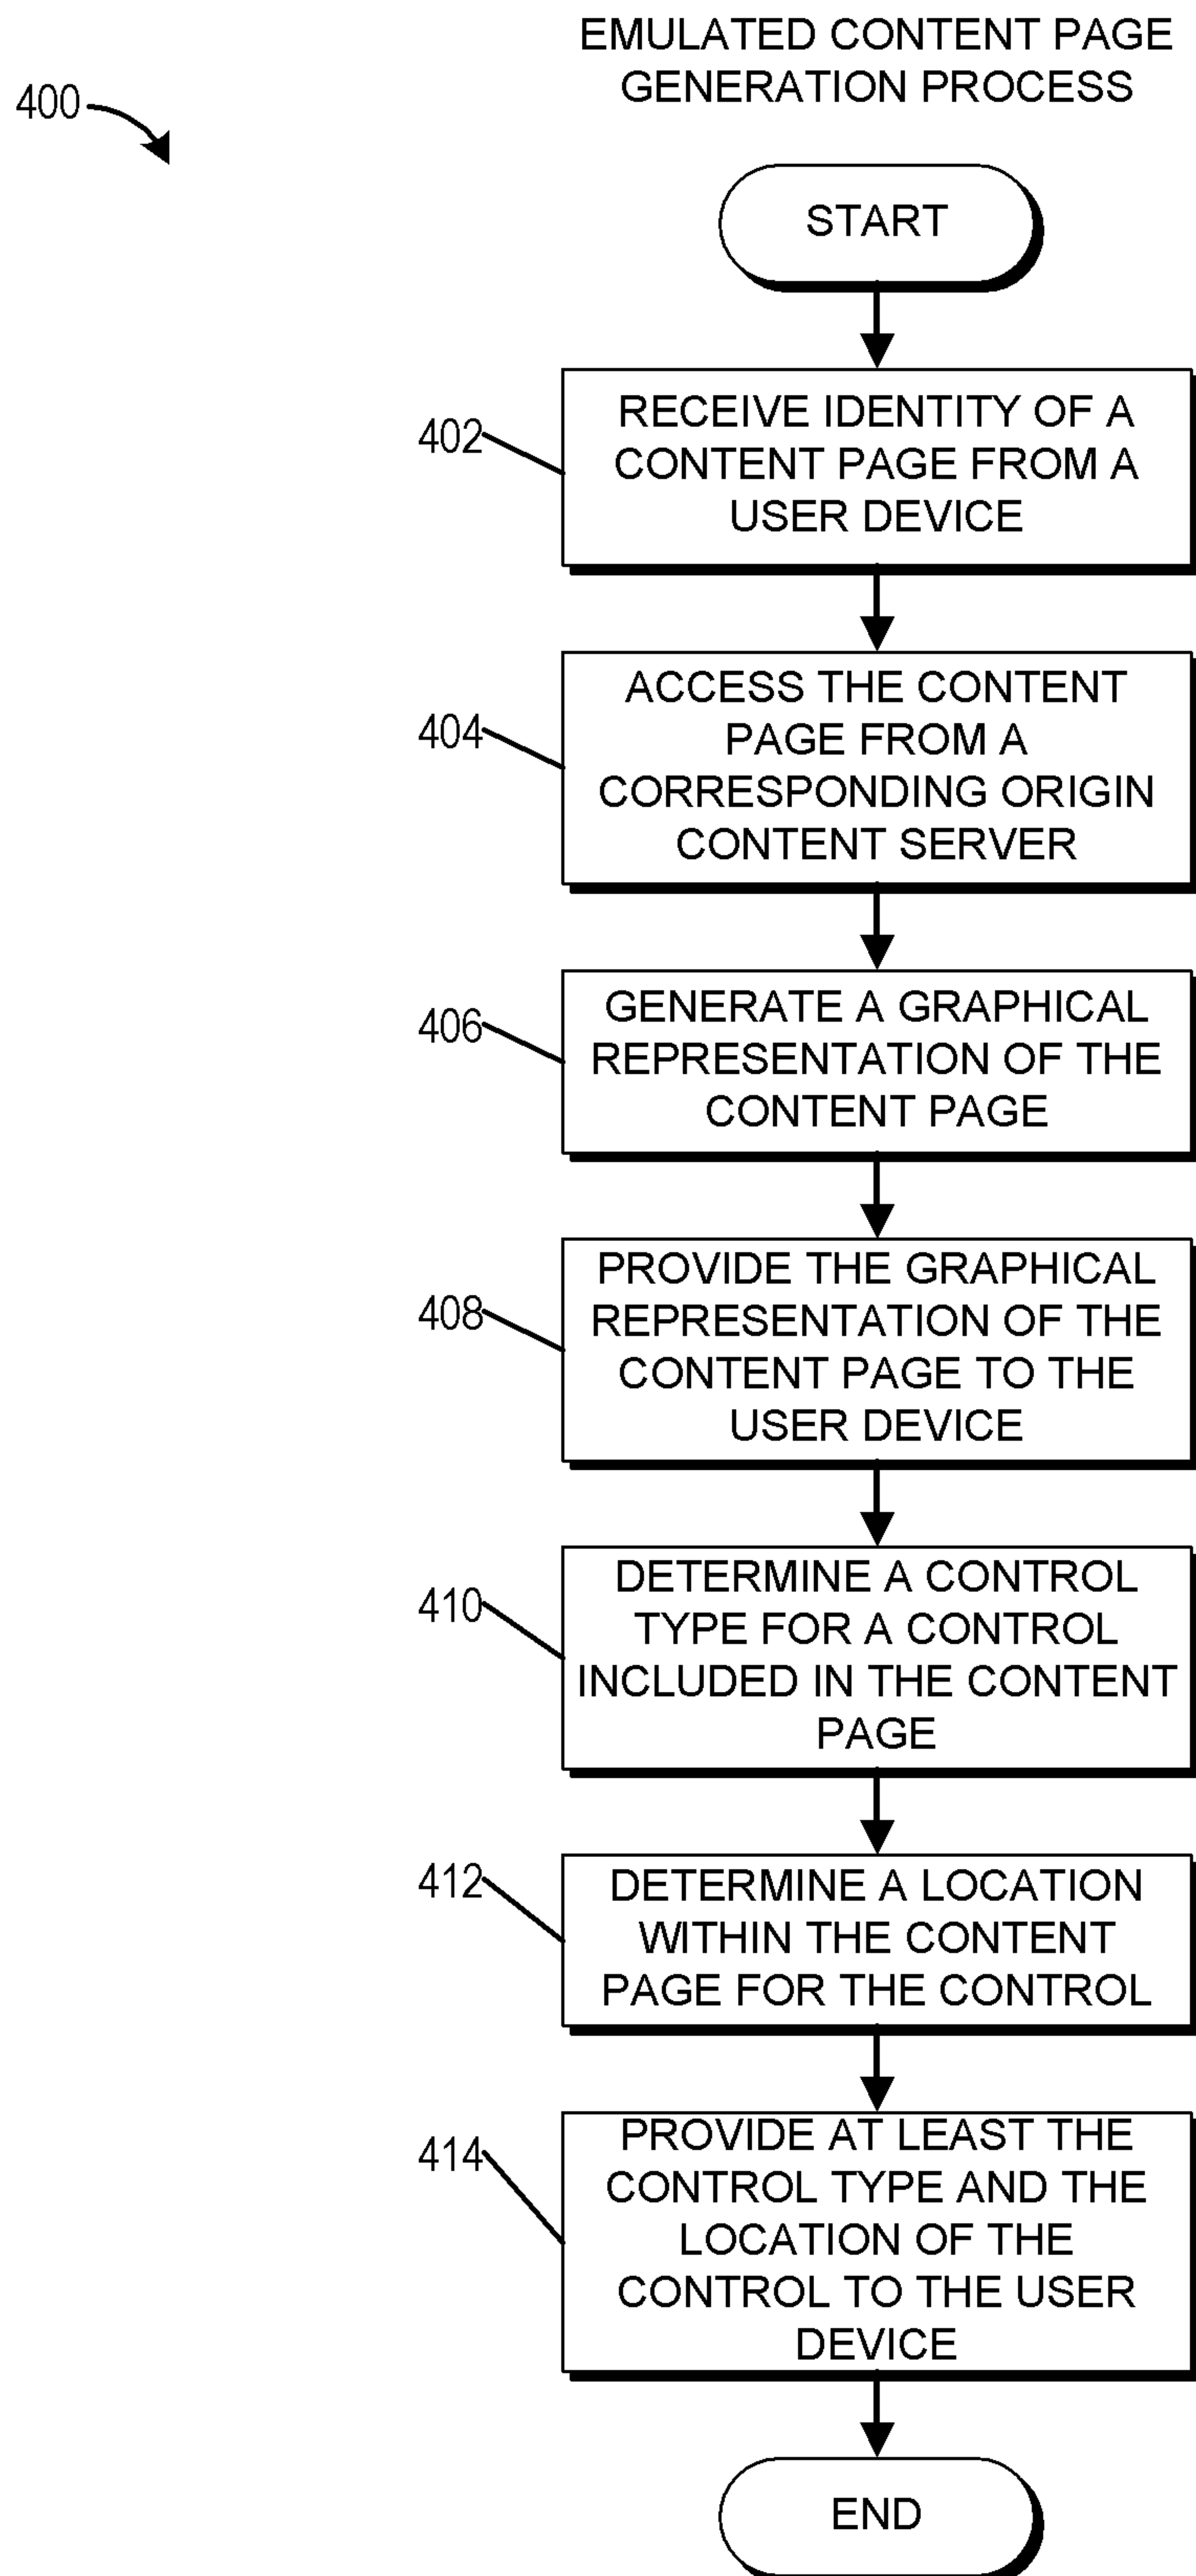 EMULATED CONTENT PAGE
GENERATION PROCESS
400
START
402
RECEIVE IDENTITY OF A
CONTENT PAGE FROM A
USER DEVICE
404
ACCESS THE CONTENT
PAGE FROM A
CORRESPONDING ORIGIN
CONTENT SERVER
406
GENERATE A GRAPHICAL
REPRESENTATION OF THE
CONTENT PAGE
408
PROVIDE THE GRAPHICAL
REPRESENTATION OF THE
CONTENT PAGE TO THE
USER DEVICE
410
DETERMINE A CONTROL
TYPE FOR A CONTROL
INCLUDED IN THE CONTENT
PAGE
412
DETERMINE A LOCATION
WITHIN THE CONTENT
PAGE FOR THE CONTROL
414
PROVIDE AT LEAST THE
CONTROL TYPE AND THE
LOCATION OF THE
CONTROL TO THE USER
DEVICE
END